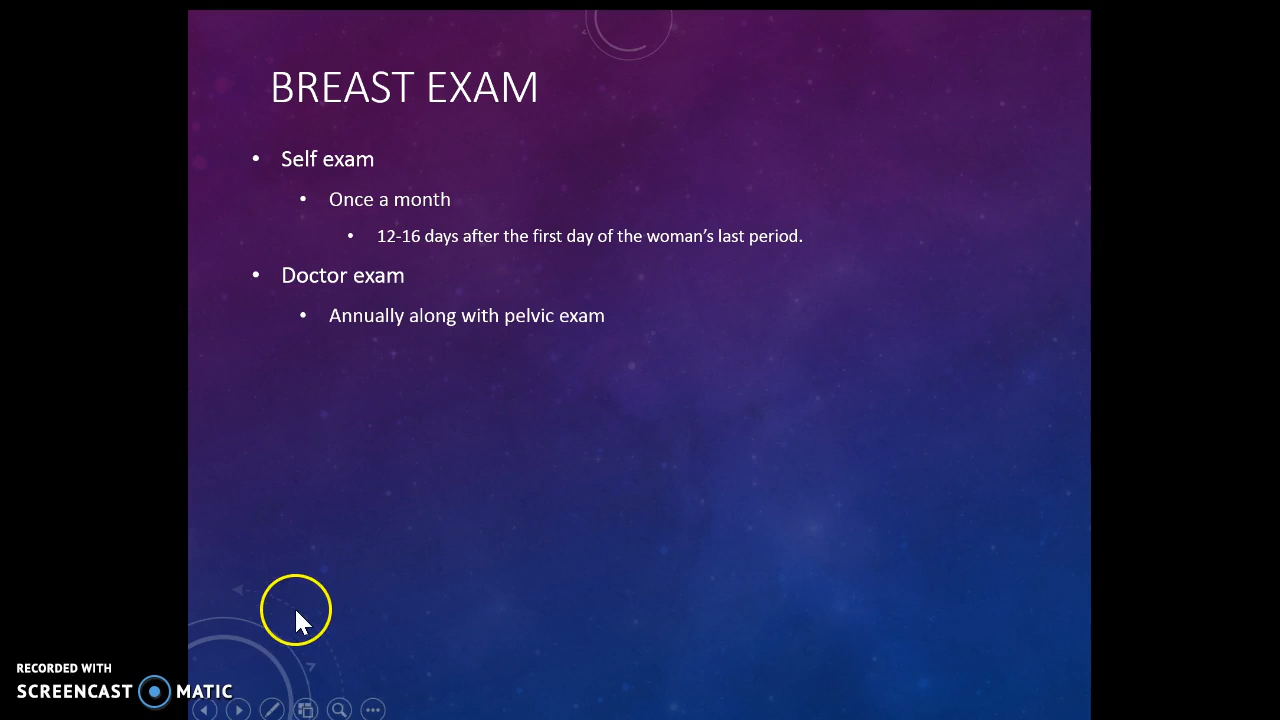 BREAST EXAM
• Self exam
• Once a month
• 12-16 days after the first day of the woman’s last period.
• Doctor exam
• Annually along with pelvic exam
RECORDED WITH
SCREENCAST MATIC